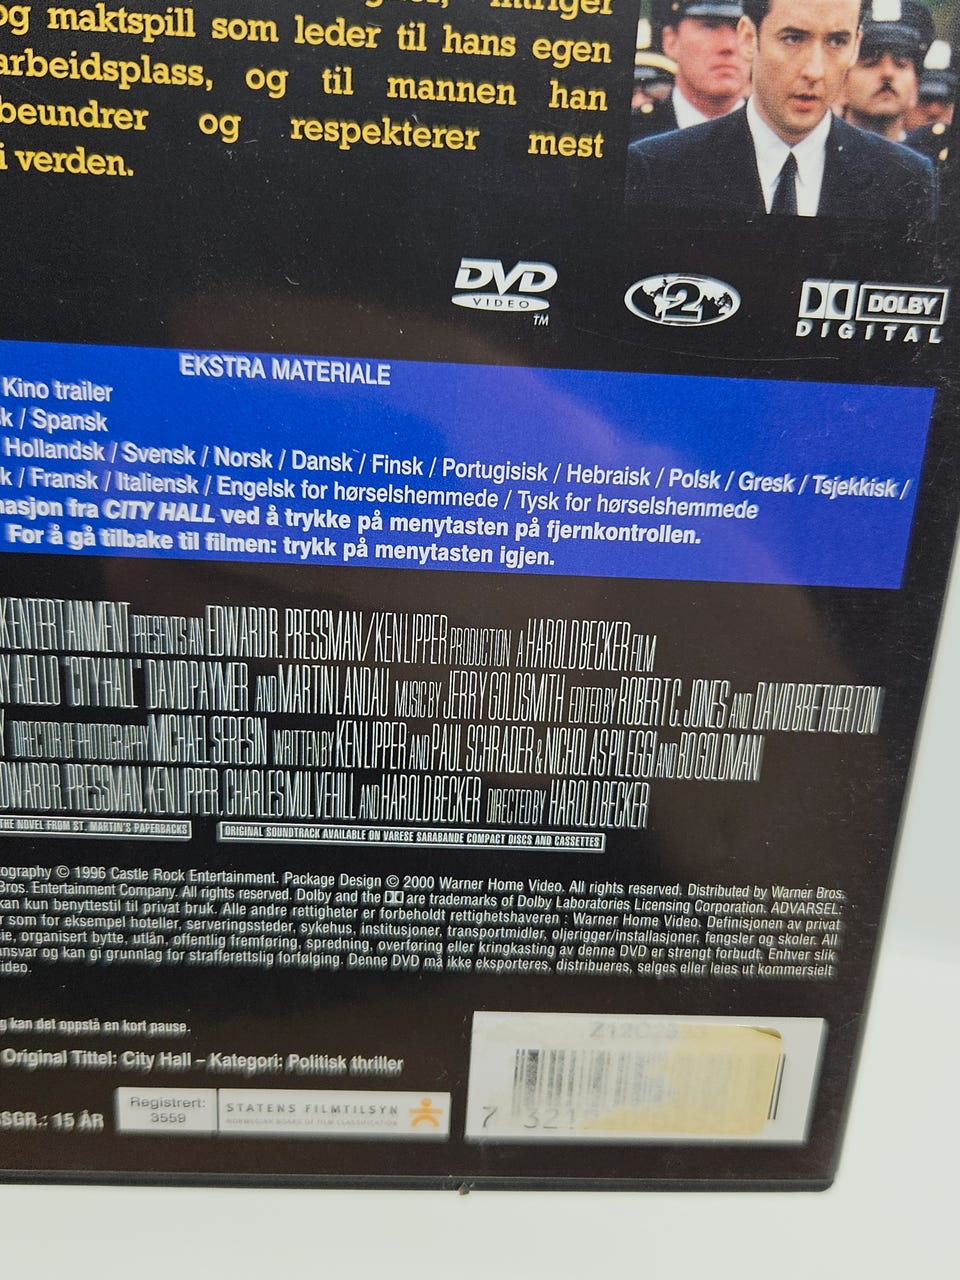 og maktspill som leder til hans egen
arbeidsplass, og til mannen han
beundrer og respekterer mest
i verden.
DVD
VIDEO
TM
2
DOLBY
DIGITAL
EKSTRA MATERIALE
Kino trailer
sk / Spansk
Hollandsk / Svensk / Norsk / Dansk / Finsk / Portugisisk / Hebraisk / Polsk / Gresk / Tsjekkisk /
k / Fransk / Italiensk / Engelsk for hørselshemmede / Tysk for hørselshemmede
masjon fra CITY HALL ved å trykke på menytasten på fjernkontrollen.
For å gå tilbake til filmen: trykk på menytasten igjen.
K ENTERTAINMENT PRESENTS AN EDWARD R. PRESSMAN/KEN LIPPER PRODUCTION A HAROLD BECKER FILM
Y AIELLO "CITY HALL" DAVID PAYMER AND MARTIN LANDAU MUSIC BY JERRY GOLDSMITH EDITED BY ROBERT C. JONES AND DAVID BRETHERTON
DIRECTOR OF PHOTOGRAPHY MICHAEL SERESIN WRITTEN BY KEN LIPPER AND PAUL SCHRADER & NICHOLAS PILEGGI AND BO GOLDMAN
EDWARD R. PRESSMAN, KEN LIPPER, CHARLES MULVEHILL AND HAROLD BECKER DIRECTED BY HAROLD BECKER
THE NOVEL FROM ST. MARTIN'S PAPERBACKS ORIGINAL SOUNDTRACK AVAILABLE ON VARESE SARABANDE COMPACT DISCS AND CASSETTES
tography © 1996 Castle Rock Entertainment. Package Design © 2000 Warner Home Video. All rights reserved. Distributed by Warner Bros.
Bros. Entertainment Company. All rights reserved. Dolby and the DD are trademarks of Dolby Laboratories Licensing Corporation. ADVARSEL:
kan kun benyttestil til privat bruk. Alle andre rettigheter er forbeholdt rettighetshaveren : Warner Home Video. Definisjonen av privat
r som for eksempel hoteller, serveringssteder, sykehus, institusjoner, transportmidler, oljerigger/installasjoner, fengsler og skoler. All
ie, organisert bytte, utlån, offentlig fremføring, spredning, overføring eller kringkasting av denne DVD er strengt forbudt. Enhver slik
nsvar og kan gi grunnlag for strafferettslig forfølging. Denne DVD må ikke eksporteres, distribueres, selges eller leies ut kommersielt
ideo.
g kan det oppstå en kort pause.
Original Tittel: City Hall – Kategori: Politisk thriller
SGR.: 15 ÅR
Registrert:
3559
STATENS FILMTILSYN
NORWEGIAN BOARD OF FILM CLASSIFICATION
7 321